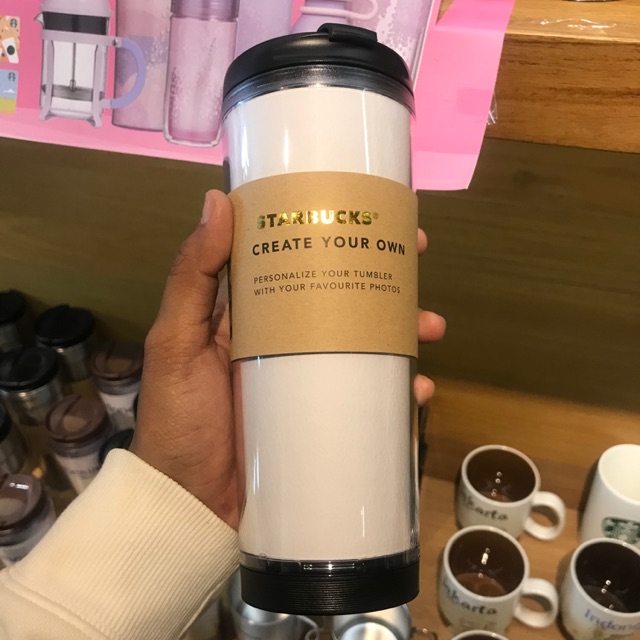 STARBUCKS®
CREATE YOUR OWN
PERSONALIZE YOUR TUMBLER
WITH YOUR FAVOURITE PHOTOS